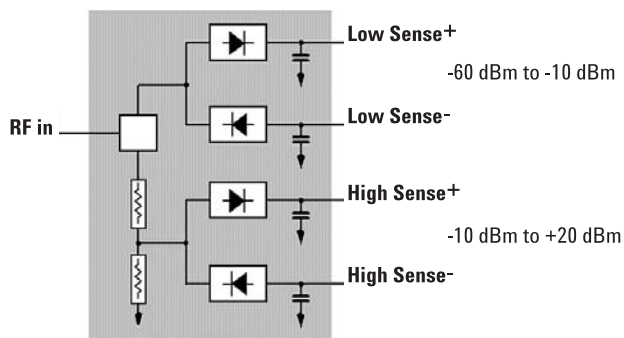 Low Sense+
-60 dBm to -10 dBm
Low Sense-
RF in
High Sense+
-10 dBm to +20 dBm
High Sense-